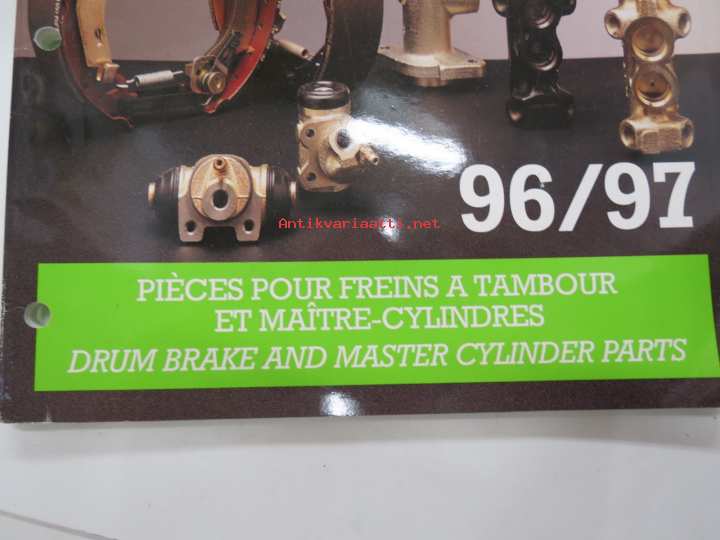 96/97
Antikvariaatti.net
PIÈCES POUR FREINS A TAMBOUR
ET MAÎTRE-CYLINDRES
DRUM BRAKE AND MASTER CYLINDER PARTS